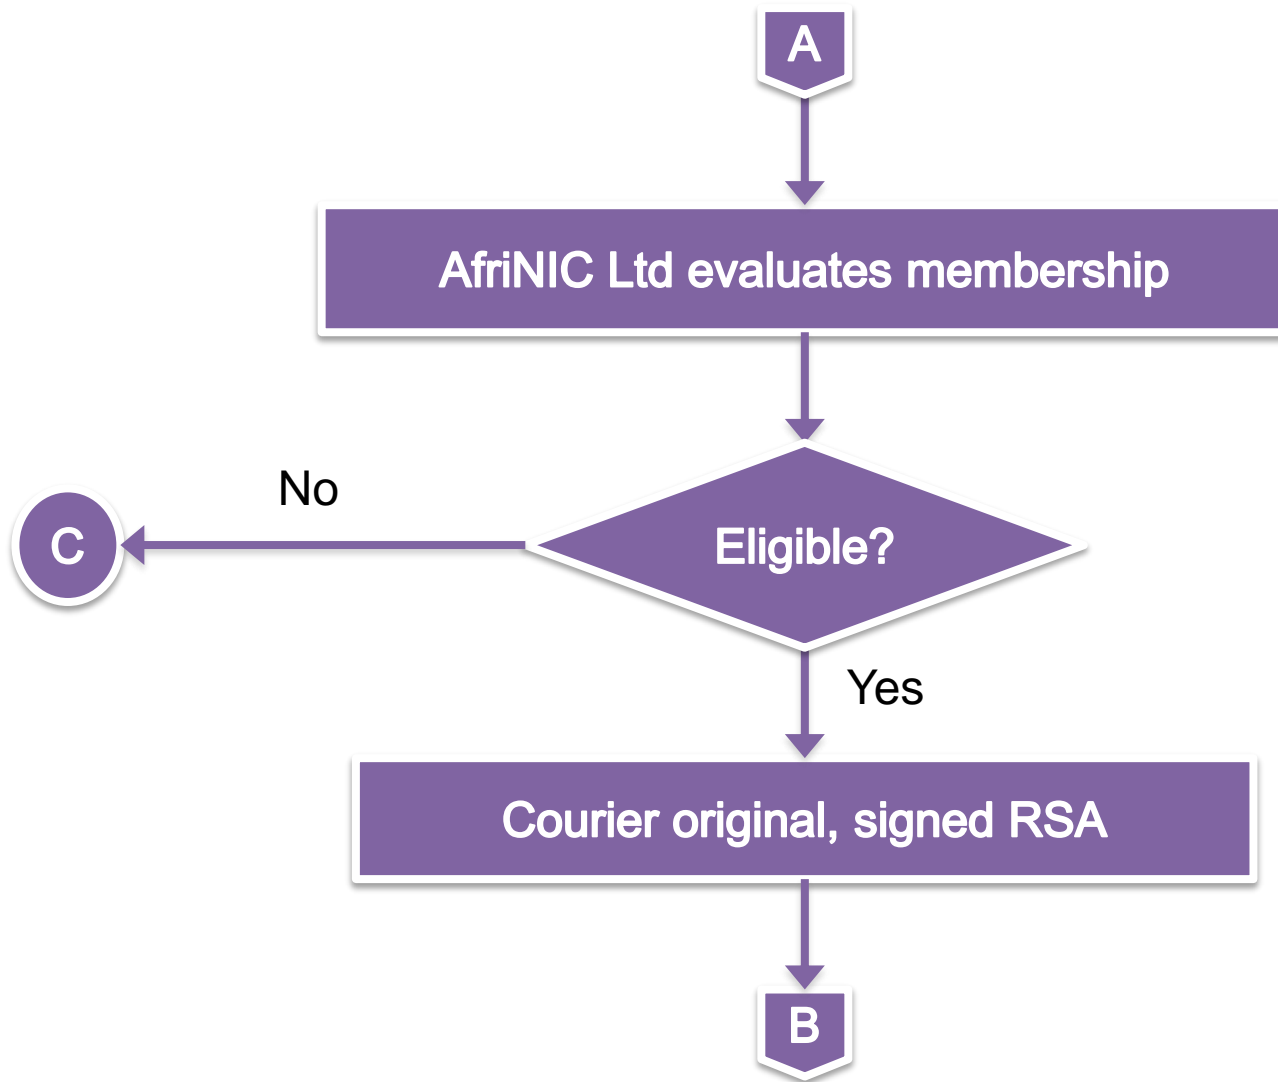 A
AfriNIC Ltd evaluates membership
No
C
Eligible?
Yes
Courier original, signed RSA
B